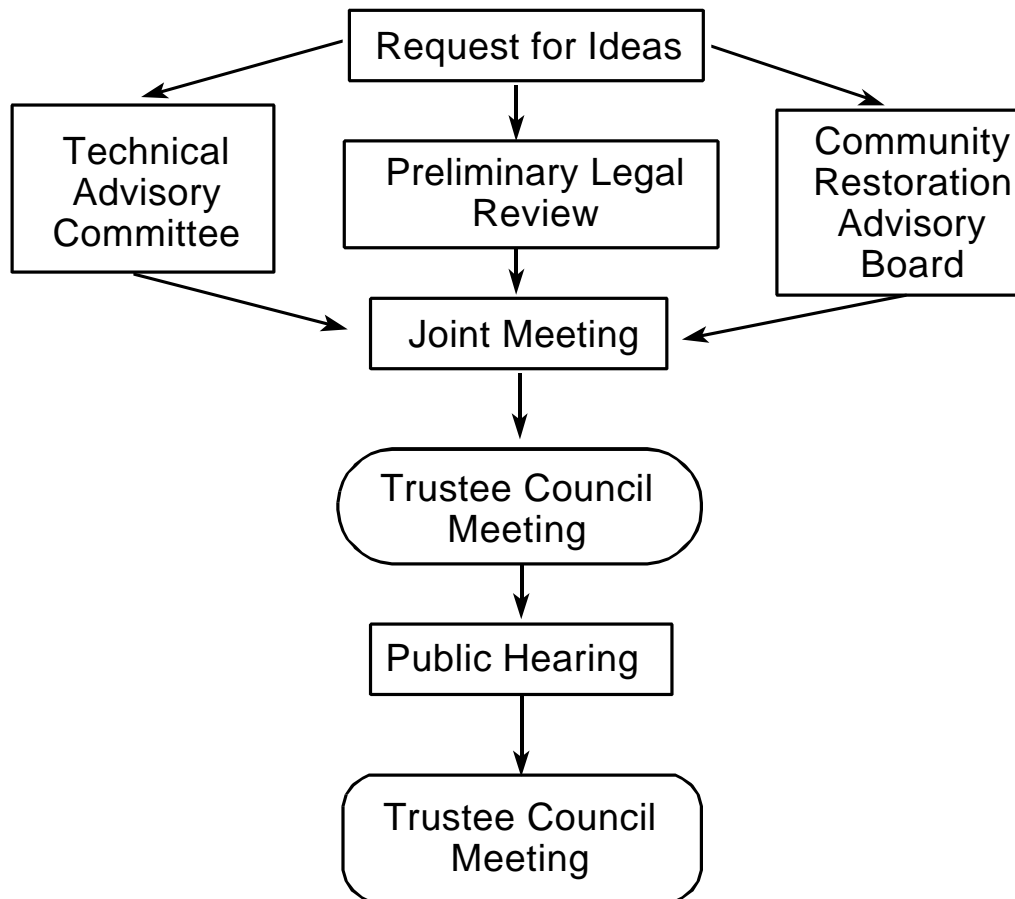 Request for Ideas
Technical
Advisory
Committee
Preliminary Legal
Review
Community
Restoration
Advisory
Board
Joint Meeting
Trustee Council
Meeting
Public Hearing
Trustee Council
Meeting